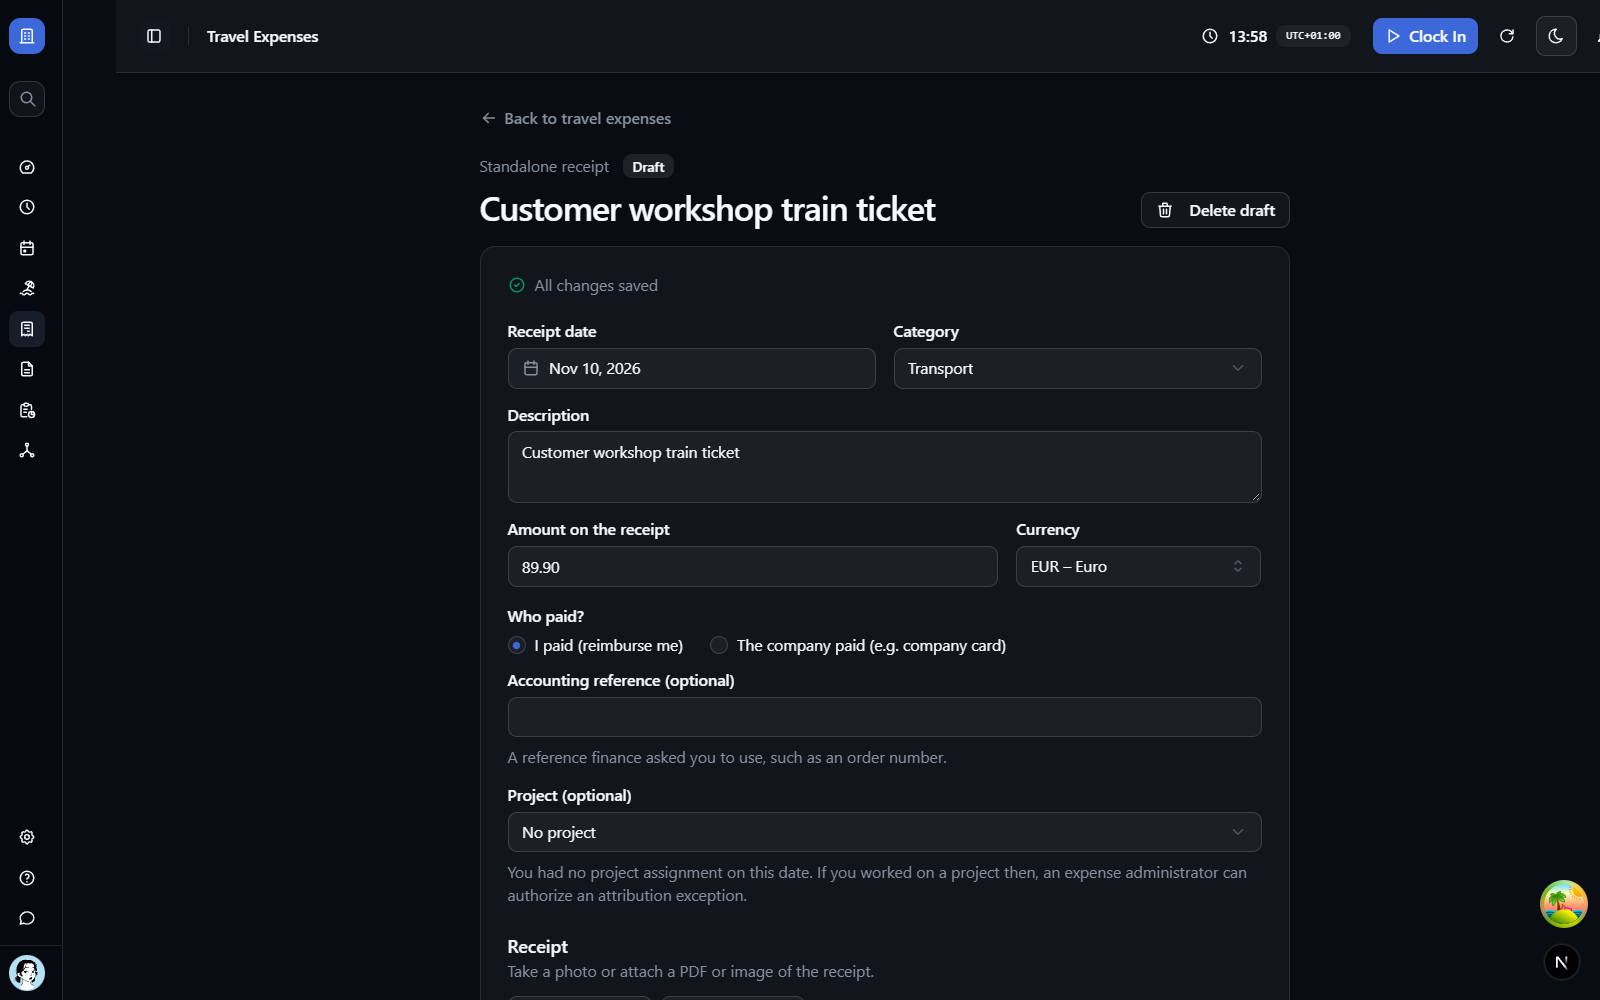 Travel Expenses
13:58
UTC+01:00
Clock In
Back to travel expenses
Standalone receipt
Draft
Customer workshop train ticket
Delete draft
All changes saved
Receipt date
Category
Nov 10, 2026
Transport
Description
Customer workshop train ticket
Amount on the receipt
Currency
89.90
EUR – Euro
Who paid?
I paid (reimburse me)
The company paid (e.g. company card)
Accounting reference (optional)
A reference finance asked you to use, such as an order number.
Project (optional)
No project
You had no project assignment on this date. If you worked on a project then, an expense administrator can
authorize an attribution exception.
Receipt
Take a photo or attach a PDF or image of the receipt.
N